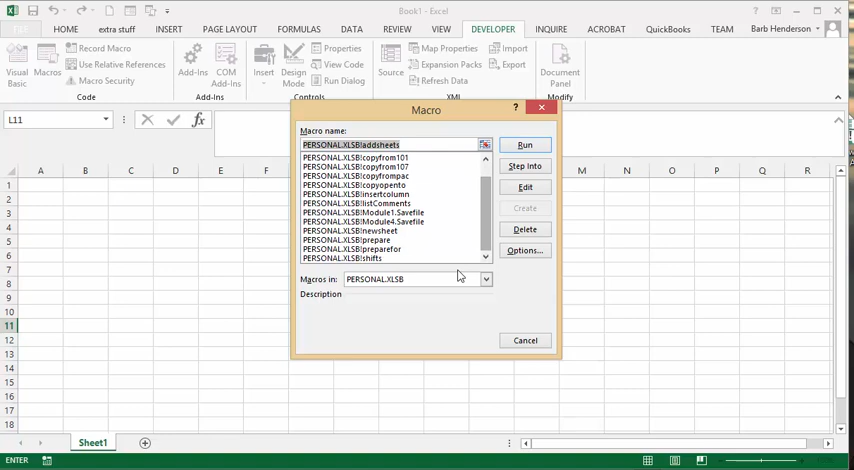 Book1 - Excel
HOME extra stuff INSERT PAGE LAYOUT FORMULAS DATA REVIEW VIEW DEVELOPER INQUIRE ACROBAT QuickBooks TEAM Barb Henderson
Visual Basic
Macros
Record Macro
Use Relative References
Macro Security
Code
Add-Ins
COM Add-Ins
Add-Ins
Insert
Design Mode
Properties
View Code
Run Dialog
Controls
Source
Map Properties
Expansion Packs
Refresh Data
Import
Export
XML
Document Panel
Modify
L11
Macro
Macro name:
PERSONAL.XLSB!addsheets
PERSONAL.XLSB!copyfrom101
PERSONAL.XLSB!copyfrom107
PERSONAL.XLSB!copyfrompac
PERSONAL.XLSB!copyopento
PERSONAL.XLSB!insertcolumn
PERSONAL.XLSB!listComments
PERSONAL.XLSB!Module1.Savefile
PERSONAL.XLSB!Module4.Savefile
PERSONAL.XLSB!newsheet
PERSONAL.XLSB!prepare
PERSONAL.XLSB!preparefor
PERSONAL.XLSB!shifts
Run
Step Into
Edit
Create
Delete
Options...
Macros in: PERSONAL.XLSB
Description
Cancel
A B C D E F M N O P Q R
1
2
3
4
5
6
7
8
9
10
11
12
13
14
15
16
17
18
Sheet1
ENTER